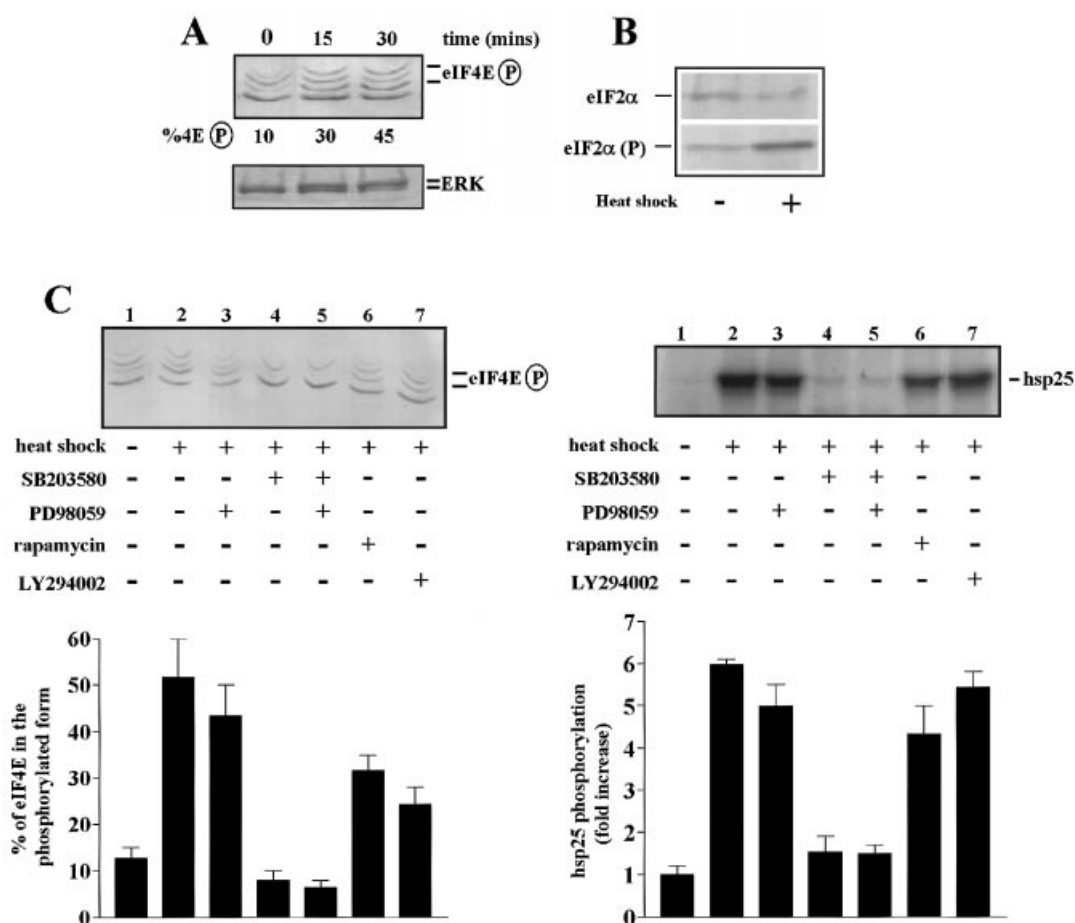 A
0 15 30 time (mins)
eIF4E P
%4E P 10 30 45
ERK
B
eIF2α
eIF2α (P)
Heat shock - +
C
1 2 3 4 5 6 7
eIF4E P
heat shock - + + + + + +
SB203580 - - - + + - -
PD98059 - - + - + - -
rapamycin - - - - - + -
LY294002 - - - - - - +
60
50
40
30
20
10
0
% of eIF4E in the
phosphorylated form
1 2 3 4 5 6 7
hsp25
heat shock - + + + + + +
SB203580 - - - + + - -
PD98059 - - + - + - -
rapamycin - - - - - + -
LY294002 - - - - - - +
7
6
5
4
3
2
1
0
hsp25 phosphorylation
(fold increase)